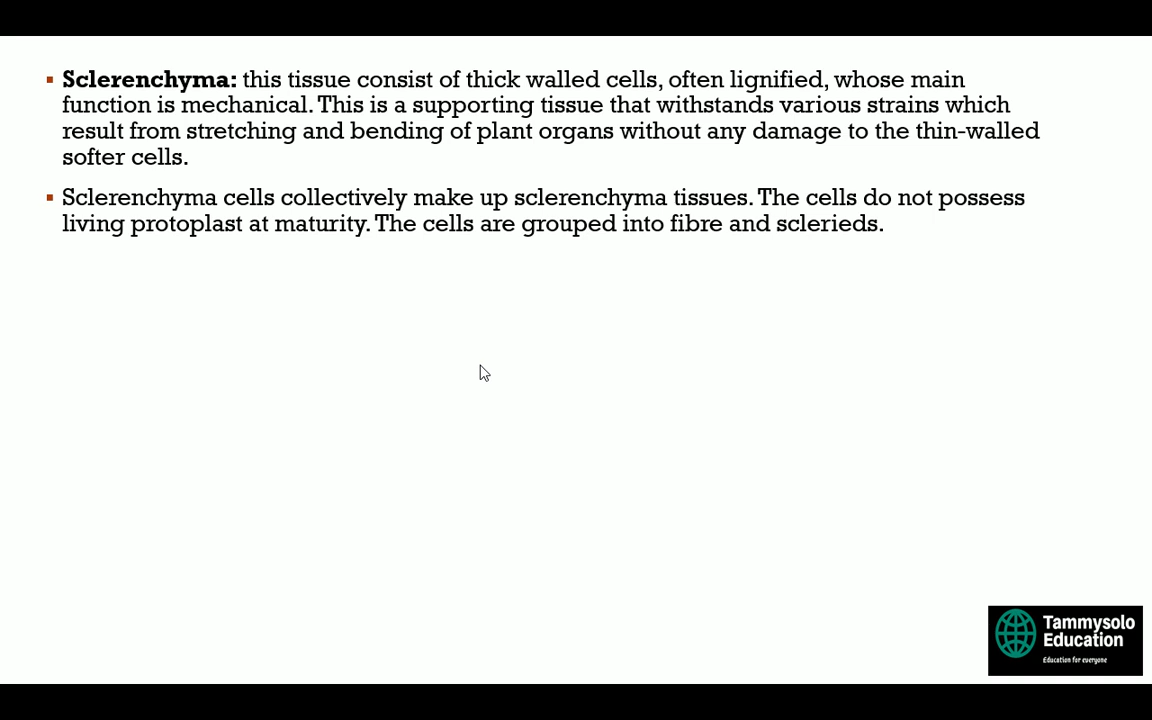 ▪ Sclerenchyma: this tissue consist of thick walled cells, often lignified, whose main
function is mechanical. This is a supporting tissue that withstands various strains which
result from stretching and bending of plant organs without any damage to the thin-walled
softer cells.
▪ Sclerenchyma cells collectively make up sclerenchyma tissues. The cells do not possess
living protoplast at maturity. The cells are grouped into fibre and sclerieds.
Tammysolo
Education
Education for everyone